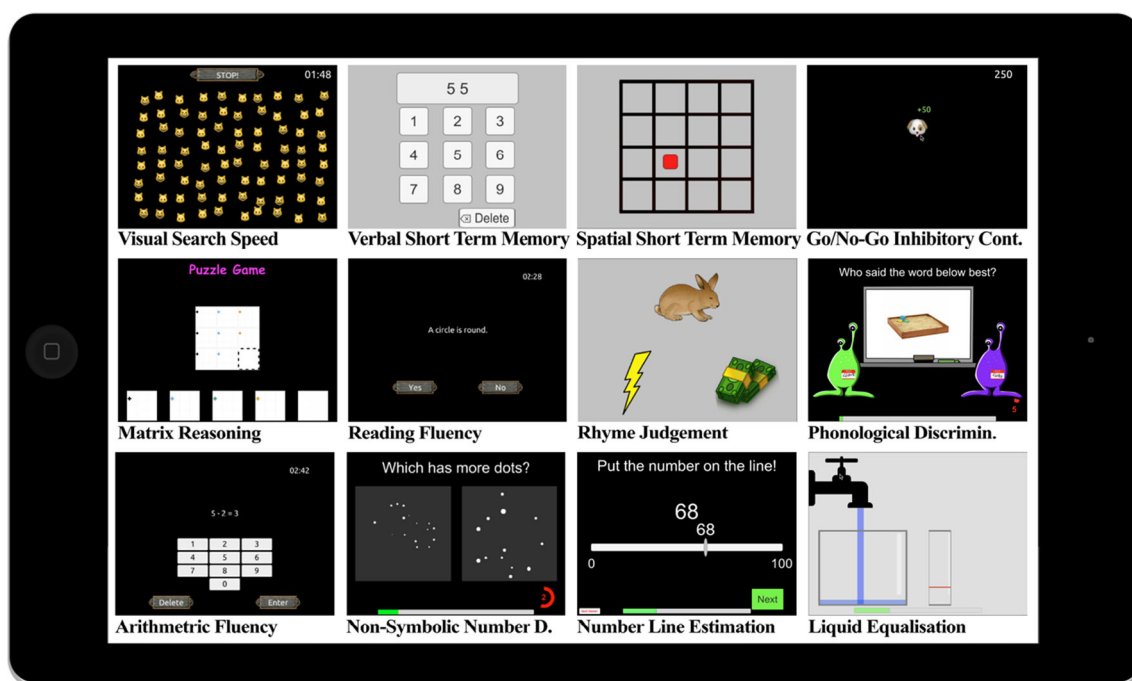 STOP!
01:48
Visual Search Speed
5 5
1 2 3
4 5 6
7 8 9
Delete
Verbal Short Term Memory
Spatial Short Term Memory
250
+50
Go/No-Go Inhibitory Cont.
Puzzle Game
Matrix Reasoning
02:28
A circle is round.
Yes No
Reading Fluency
Rhyme Judgement
Who said the word below best?
5
Phonological Discrimin.
02:42
5 - 2 = 3
1 2 3
4 5 6
7 8 9
0
Delete Enter
Arithmetric Fluency
Which has more dots?
2
Non-Symbolic Number D.
Put the number on the line!
68
68
0 100
Next
Number Line Estimation
Liquid Equalisation